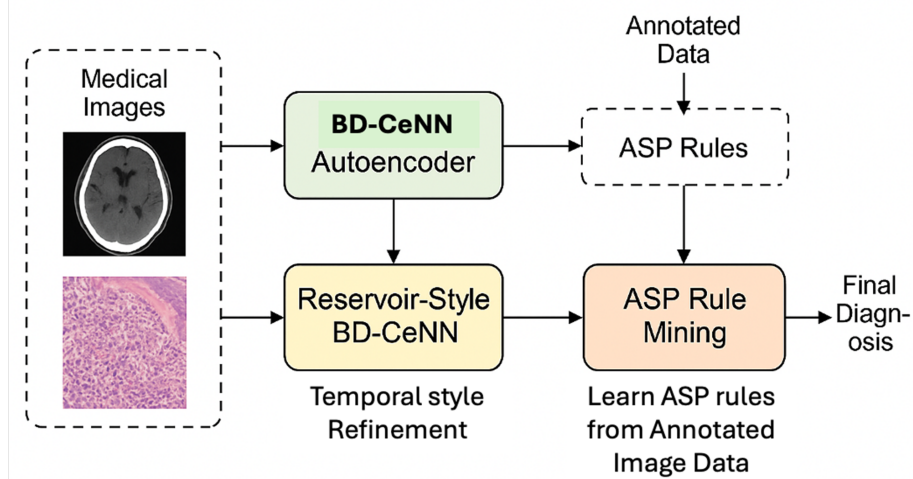 Medical
Images
BD-CeNN
Autoencoder
Annotated
Data
ASP Rules
Reservoir-Style
BD-CeNN
Temporal style
Refinement
ASP Rule
Mining
Learn ASP rules
from Annotated
Image Data
Final
Diagn-
osis